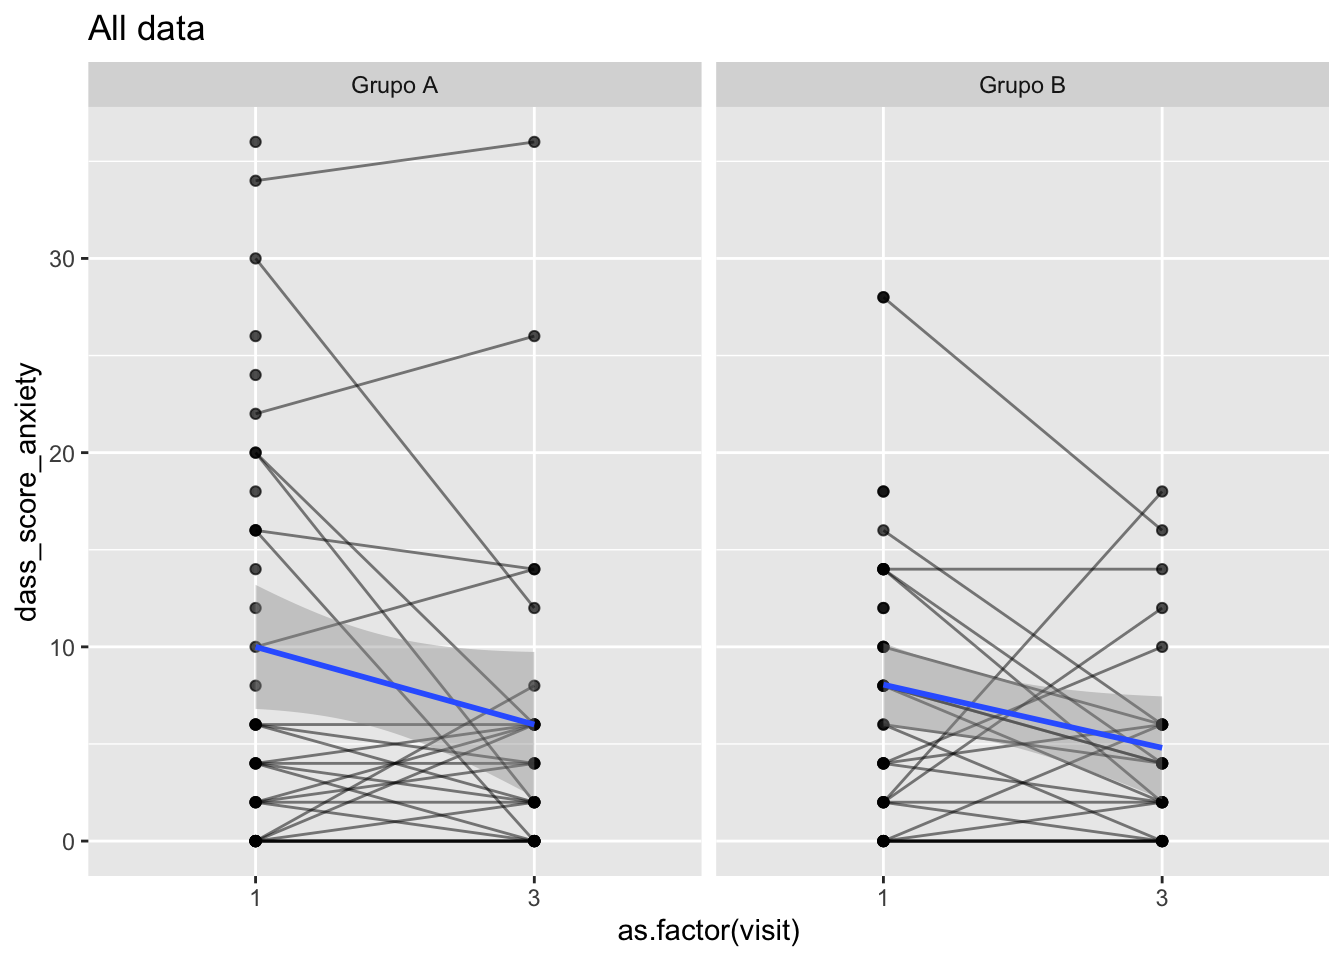 All data
Grupo A
Grupo B
dass_score_anxiety
30
20
10
0
1
3
1
3
as.factor(visit)